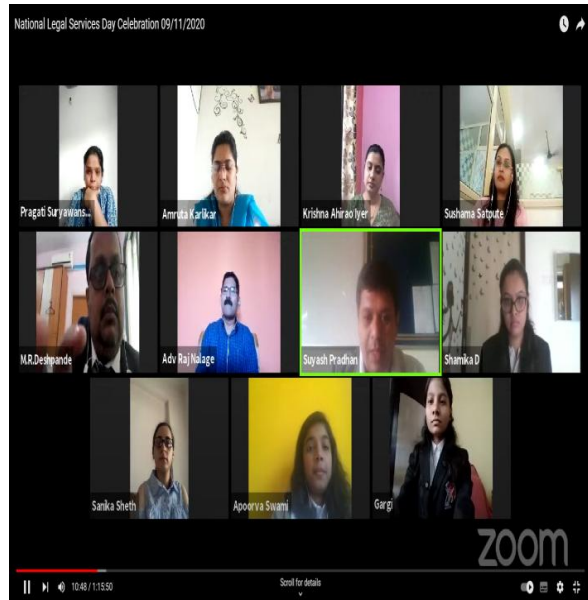 National Legal Services Day Celebration 09/11/2020
Pragati Suryawans...
Amruta Karlikar
Krishna Ahirao Iyer
Sushama Satpute
M.R.Deshpande
Adv Raj Nalage
Suyash Pradhan
Shamika D
Sanika Sheth
Apoorva Swami
Gargi
zoom
10:48 / 1:15:50
Scroll for details